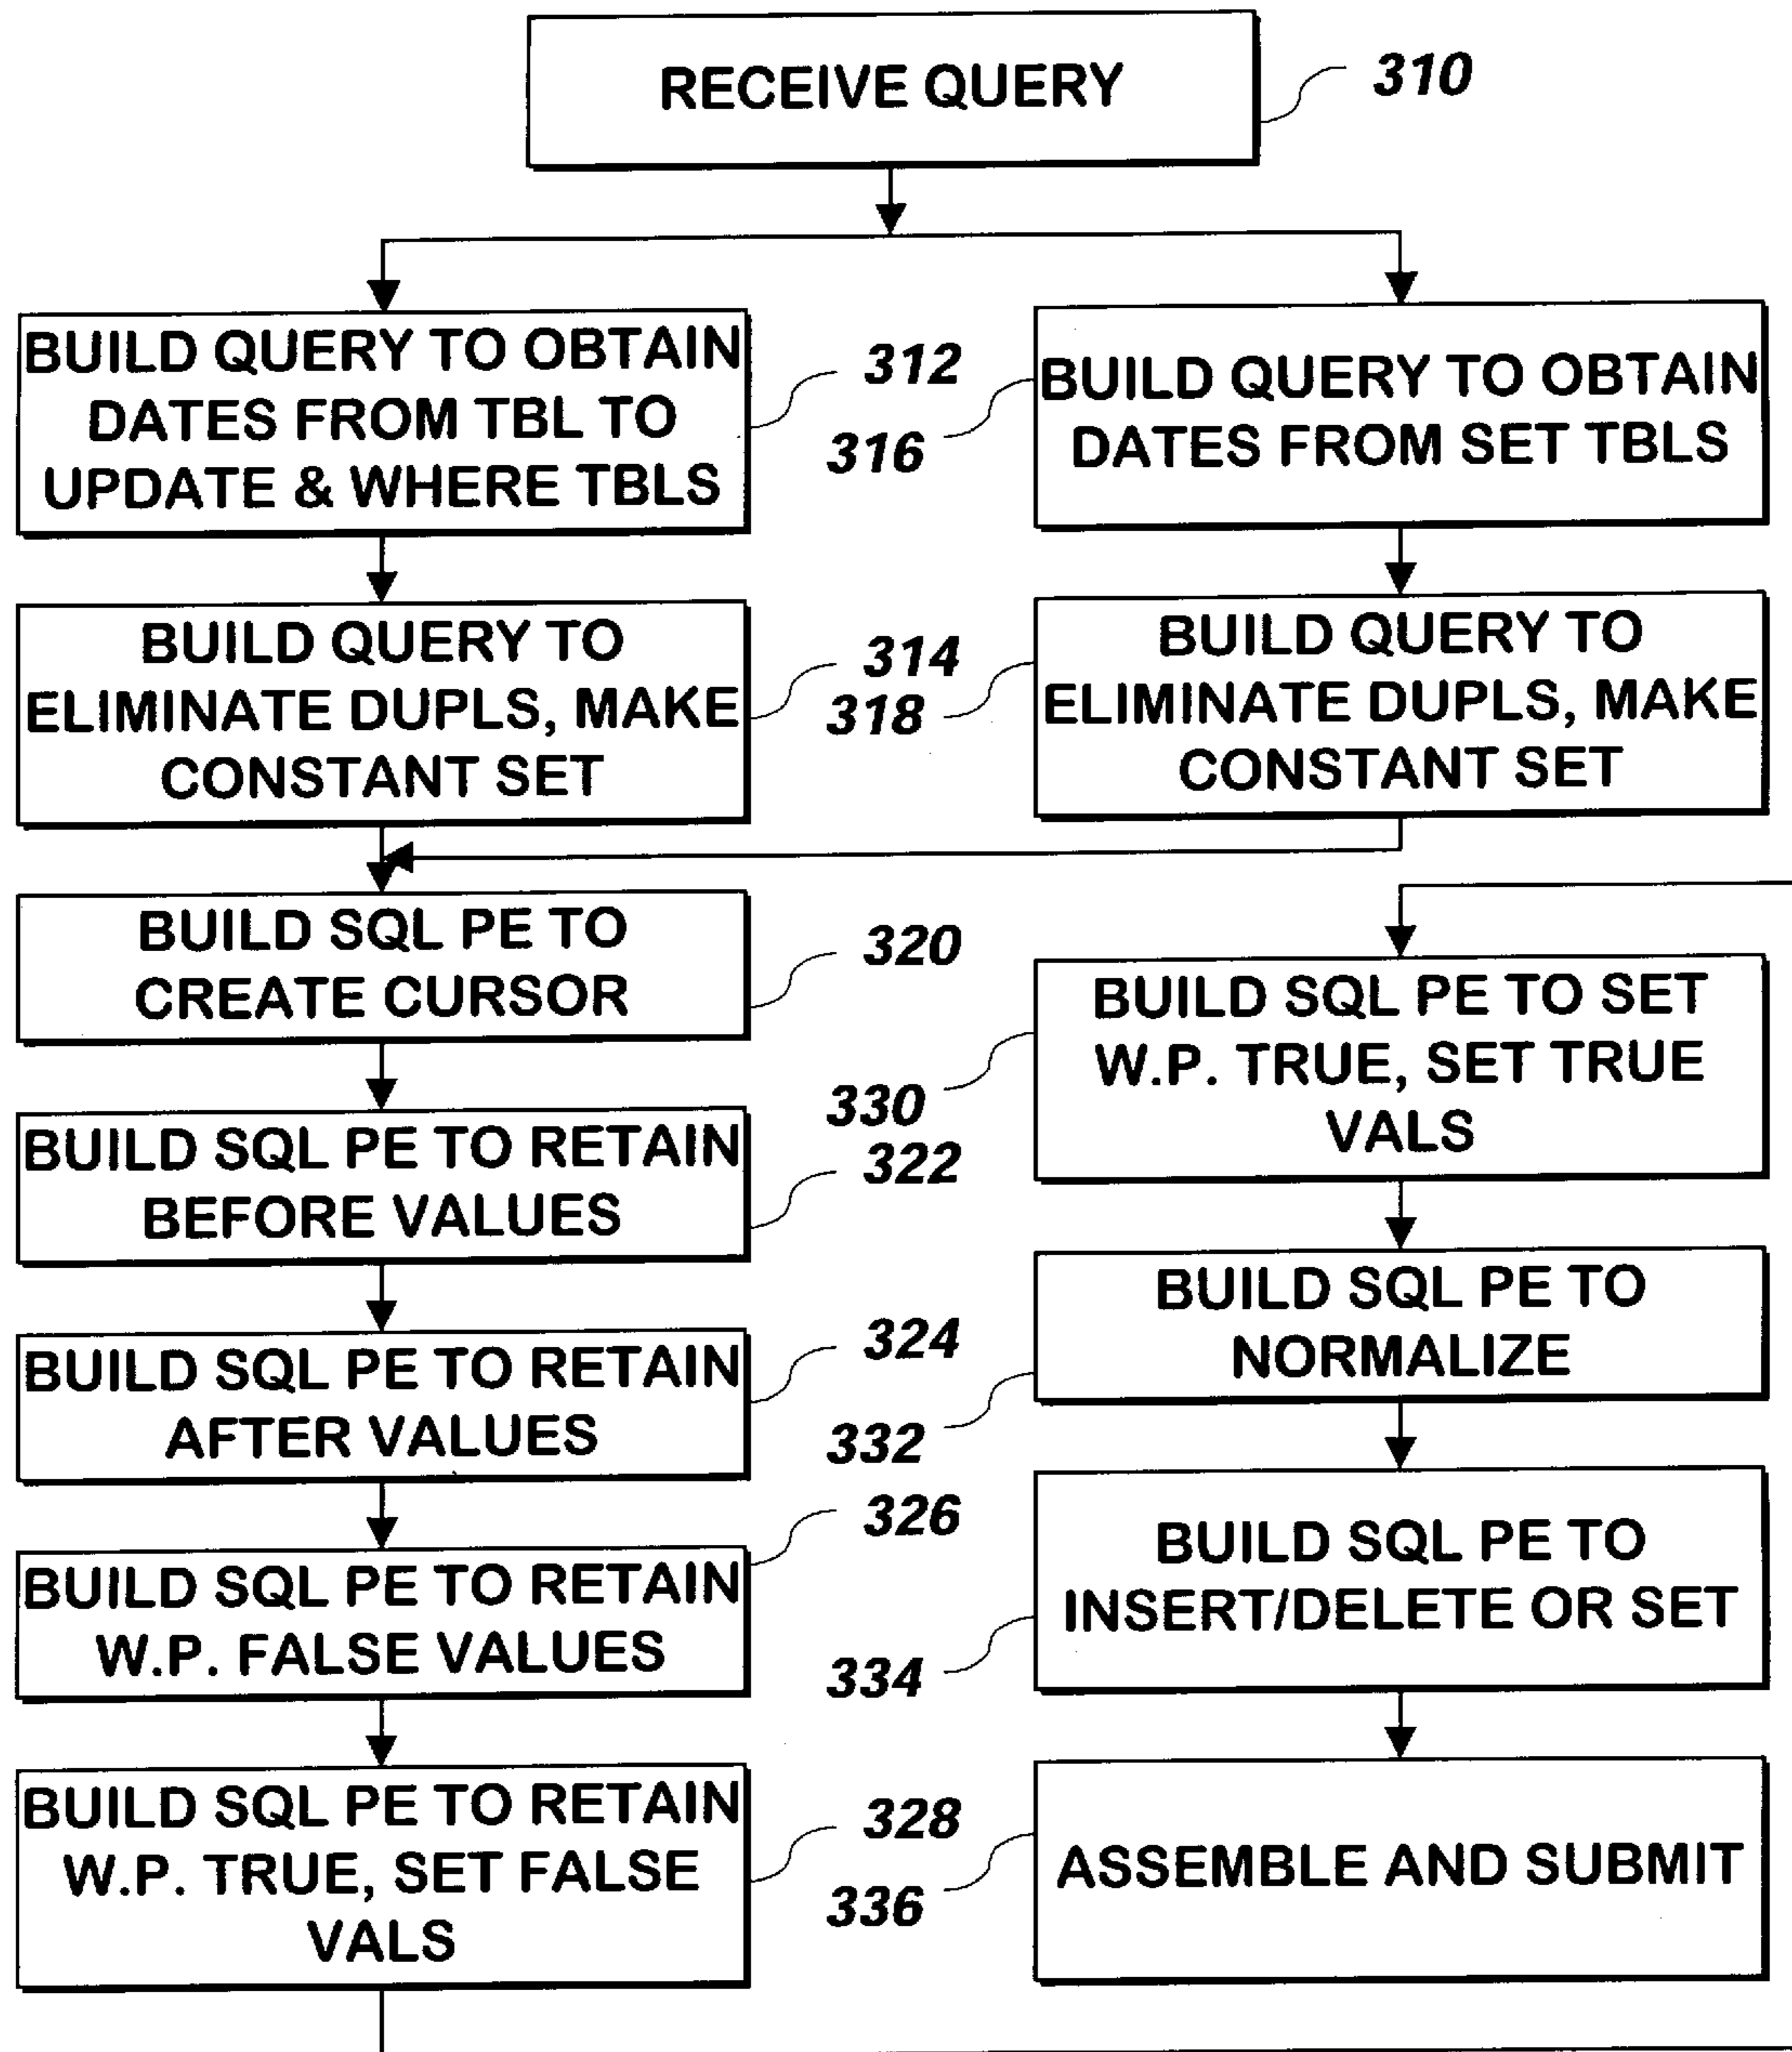 RECEIVE QUERY
310
BUILD QUERY TO OBTAIN
DATES FROM TBL TO
UPDATE & WHERE TBLS
312
316
BUILD QUERY TO OBTAIN
DATES FROM SET TBLS
BUILD QUERY TO
ELIMINATE DUPLS, MAKE
CONSTANT SET
314
318
BUILD QUERY TO
ELIMINATE DUPLS, MAKE
CONSTANT SET
BUILD SQL PE TO
CREATE CURSOR
320
BUILD SQL PE TO RETAIN
BEFORE VALUES
322
BUILD SQL PE TO RETAIN
AFTER VALUES
324
BUILD SQL PE TO RETAIN
W.P. FALSE VALUES
326
BUILD SQL PE TO RETAIN
W.P. TRUE, SET FALSE
VALS
328
330
BUILD SQL PE TO SET
W.P. TRUE, SET TRUE
VALS
332
BUILD SQL PE TO
NORMALIZE
334
BUILD SQL PE TO
INSERT/DELETE OR SET
336
ASSEMBLE AND SUBMIT